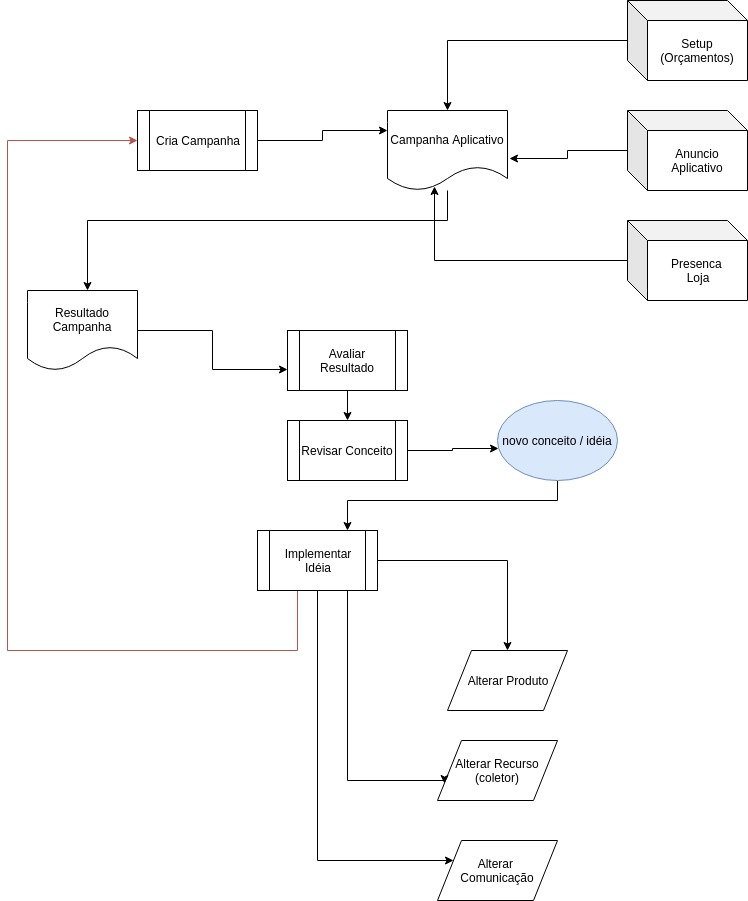 Setup
(Orçamentos)
Cria Campanha
Campanha Aplicativo
Anuncio
Aplicativo
Presenca
Loja
Resultado
Campanha
Avaliar
Resultado
Revisar Conceito
novo conceito / idéia
Implementar
Idéia
Alterar Produto
Alterar Recurso
(coletor)
Alterar
Comunicação